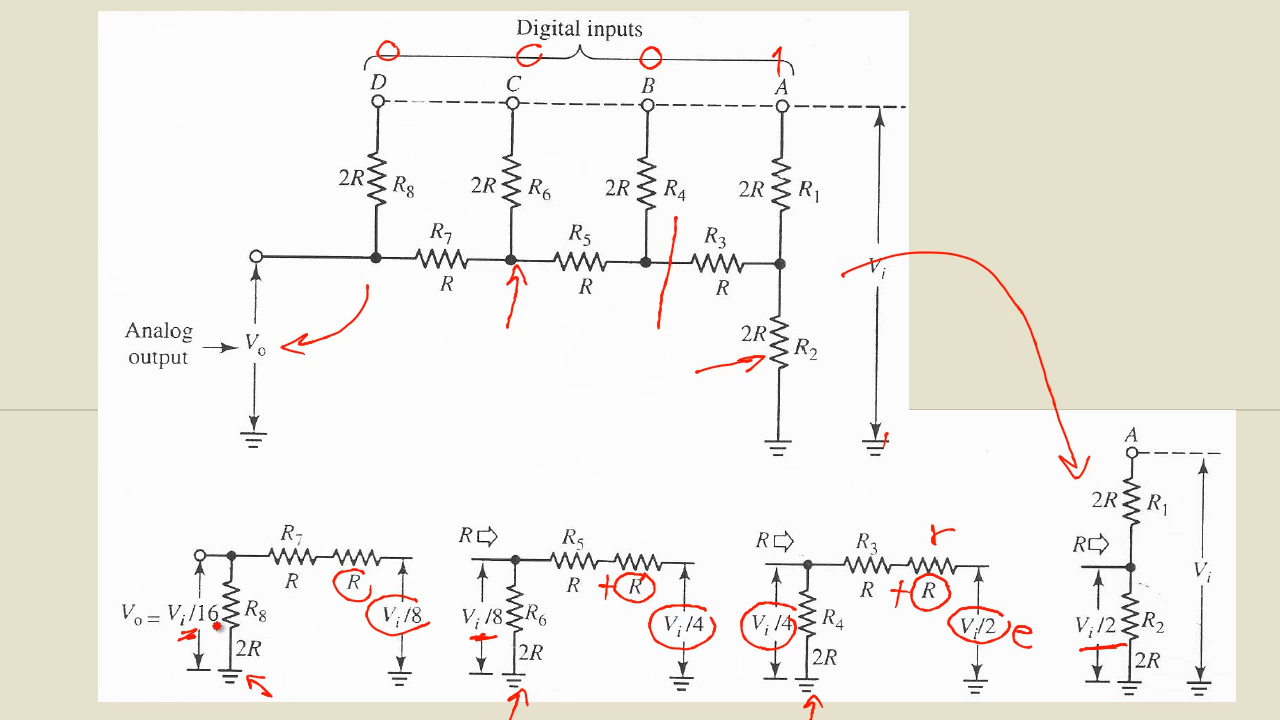 Digital inputs
0 C 0 1
D C B A
2R R8 2R R6 2R R4 2R R1
R7 R5 R3
R R R
Vi
Analog
output
Vo
2R R2
A
2R R1
R7 R5 R3 r
R R R R
R R R + R R + R
Vo = Vi/16 R8 Vi/8 Vi/8 R6 Vi/4 Vi/4 R4 Vi/2 e Vi/2 R2 Vi
2R 2R 2R 2R